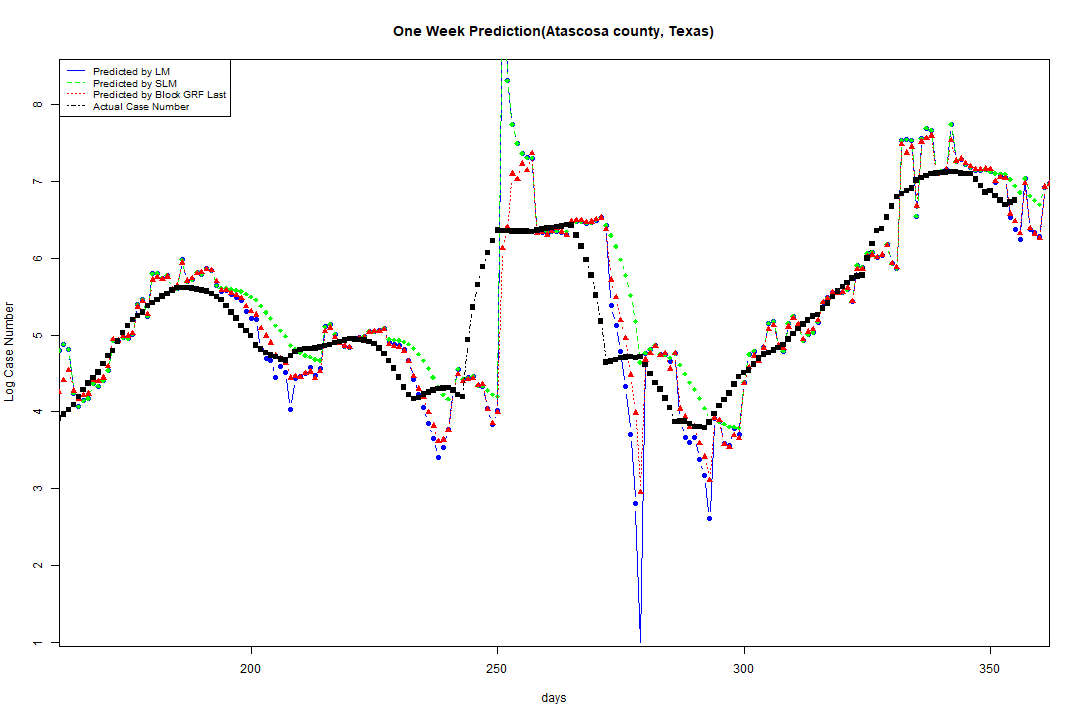 One Week Prediction(Atascosa county, Texas)
Predicted by LM
Predicted by SLM
Predicted by Block GRF Last
Actual Case Number
Log Case Number
8
7
6
5
4
3
2
1
200
250
300
350
days